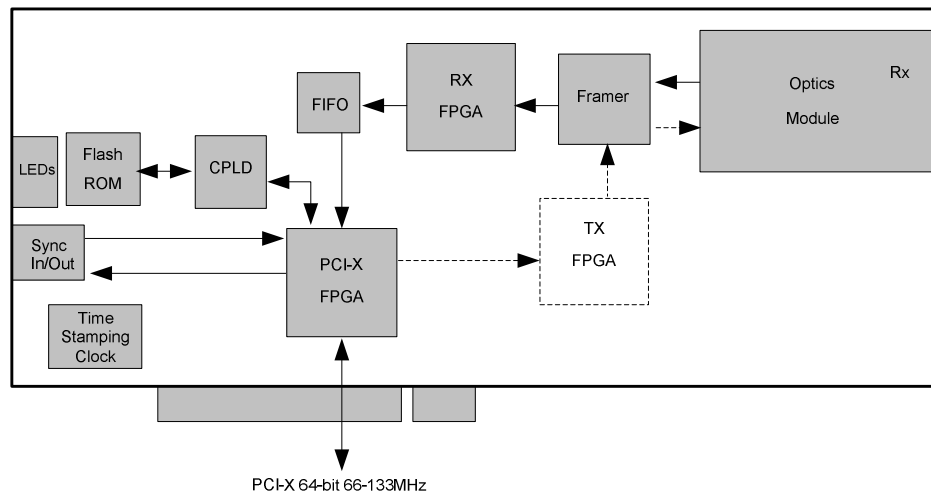 RX
FPGA
Optics
Module
Rx
Framer
FIFO
LEDs
Flash
ROM
CPLD
TX
FPGA
Sync
In/Out
PCI-X
FPGA
Time
Stamping
Clock
PCI-X 64-bit 66-133MHz